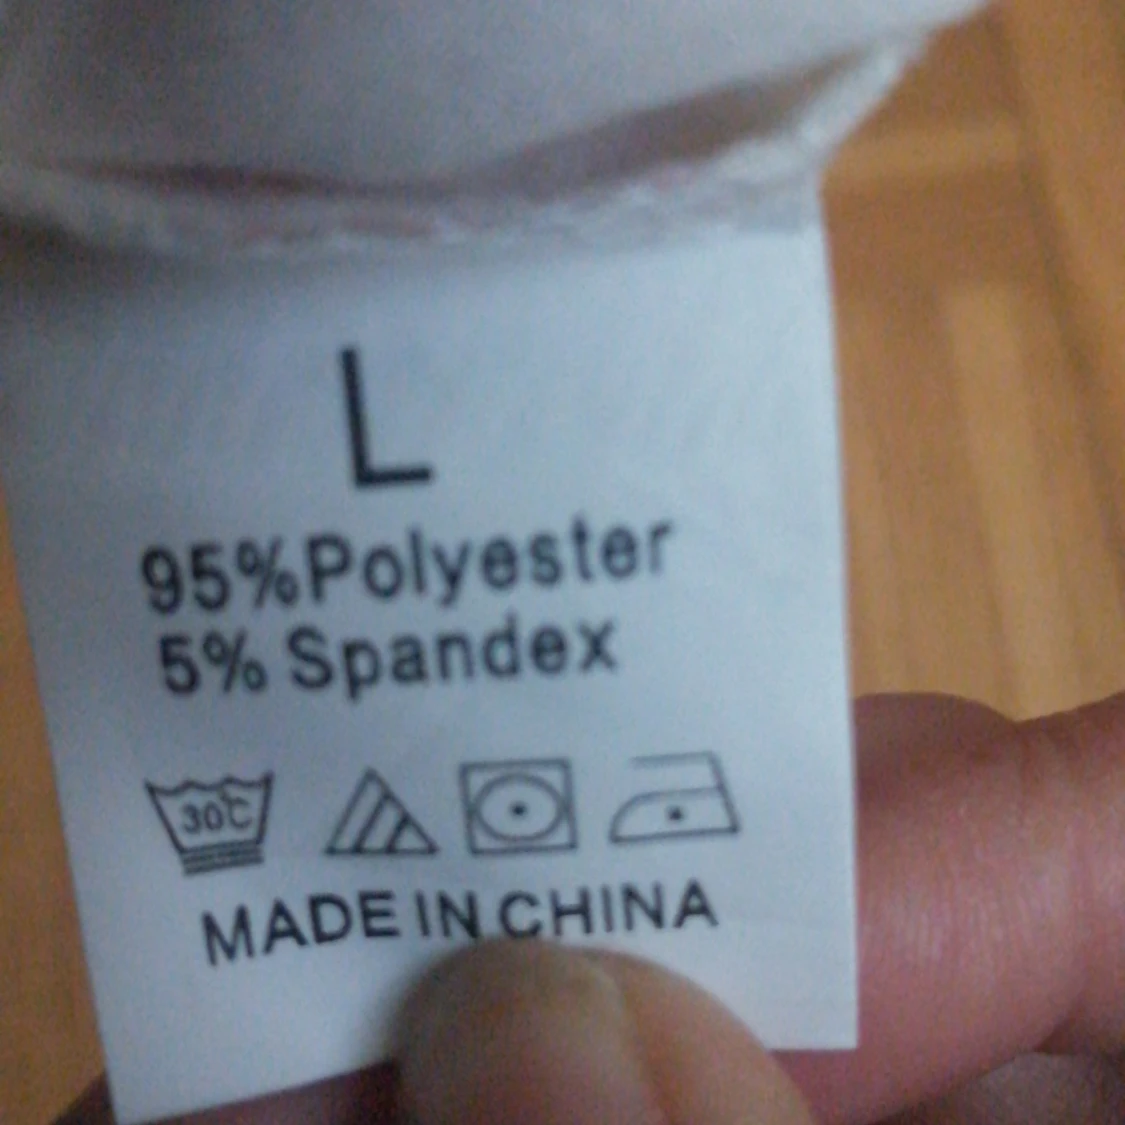 L
95%Polyester
5% Spandex
30℃
MADE IN CHINA